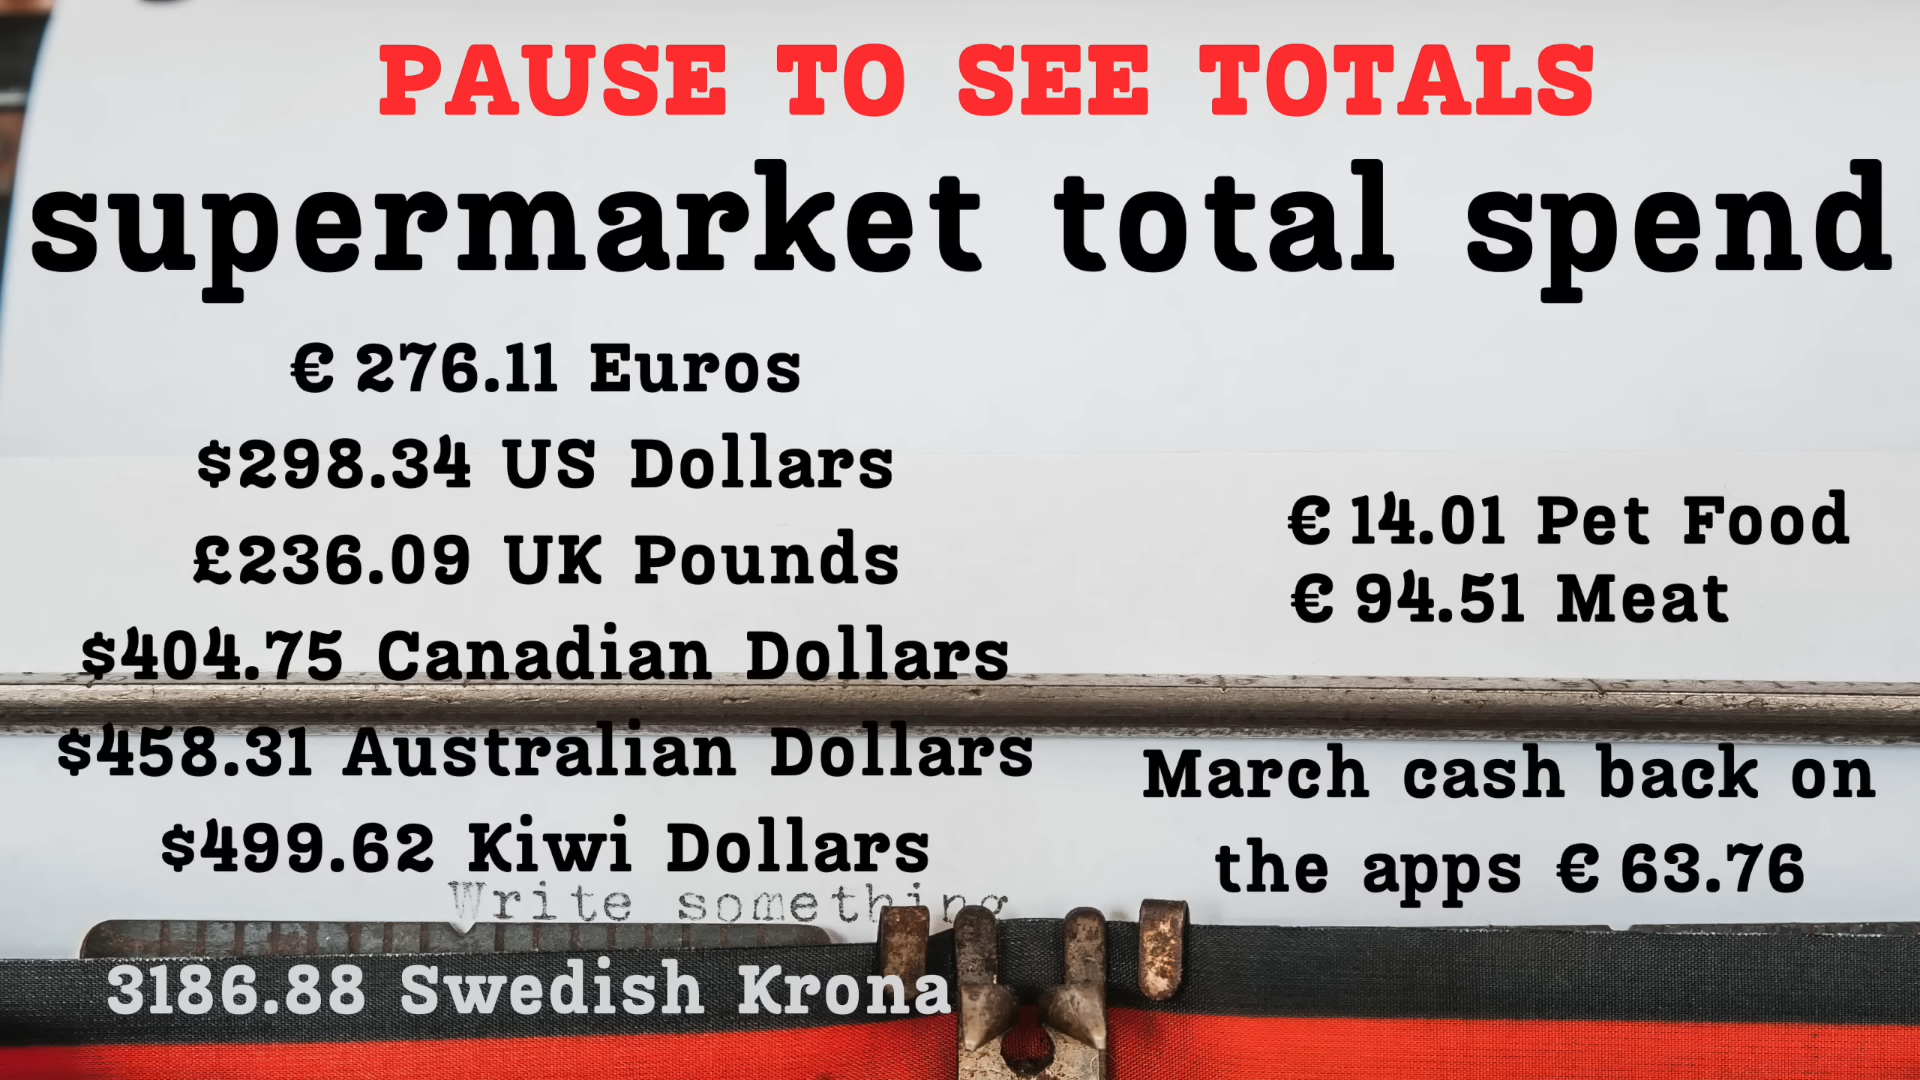 PAUSE TO SEE TOTALS
supermarket total spend
€ 276.11 Euros
$298.34 US Dollars
£236.09 UK Pounds
$404.75 Canadian Dollars
$458.31 Australian Dollars
$499.62 Kiwi Dollars
Write something
3186.88 Swedish Krona
€ 14.01 Pet Food
€ 94.51 Meat
March cash back on
the apps € 63.76